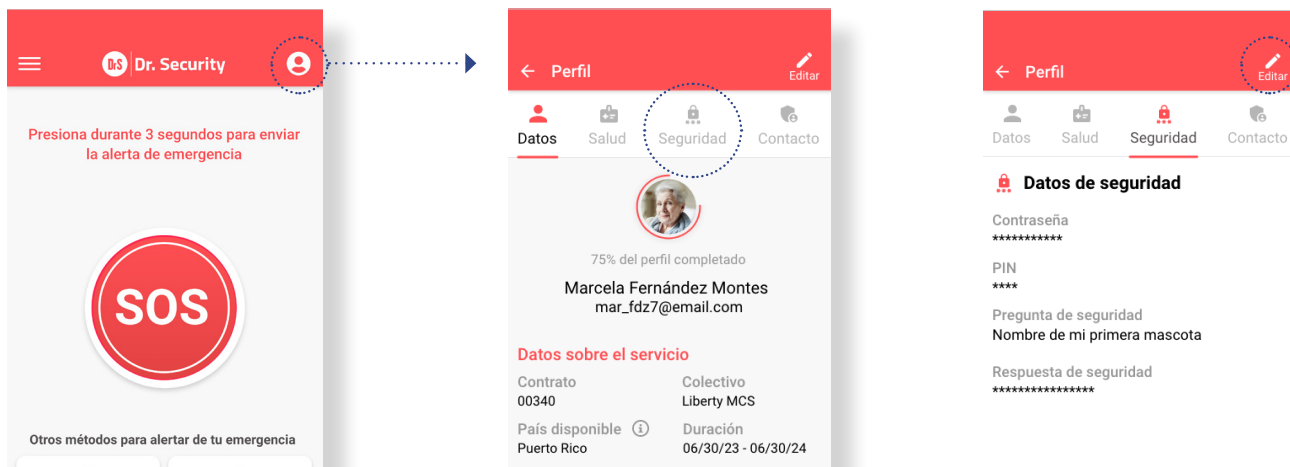 DrS Dr. Security
Presiona durante 3 segundos para enviar
la alerta de emergencia
SOS
Otros métodos para alertar de tu emergencia
Perfil
Editar
Datos Salud Seguridad Contacto
75% del perfil completado
Marcela Fernández Montes
mar_fdz7@email.com
Datos sobre el servicio
Contrato Colectivo
00340 Liberty MCS
País disponible i Duración
Puerto Rico 06/30/23 - 06/30/24
Perfil
Editar
Datos Salud Seguridad Contacto
Datos de seguridad
Contraseña
***********
PIN
****
Pregunta de seguridad
Nombre de mi primera mascota
Respuesta de seguridad
****************